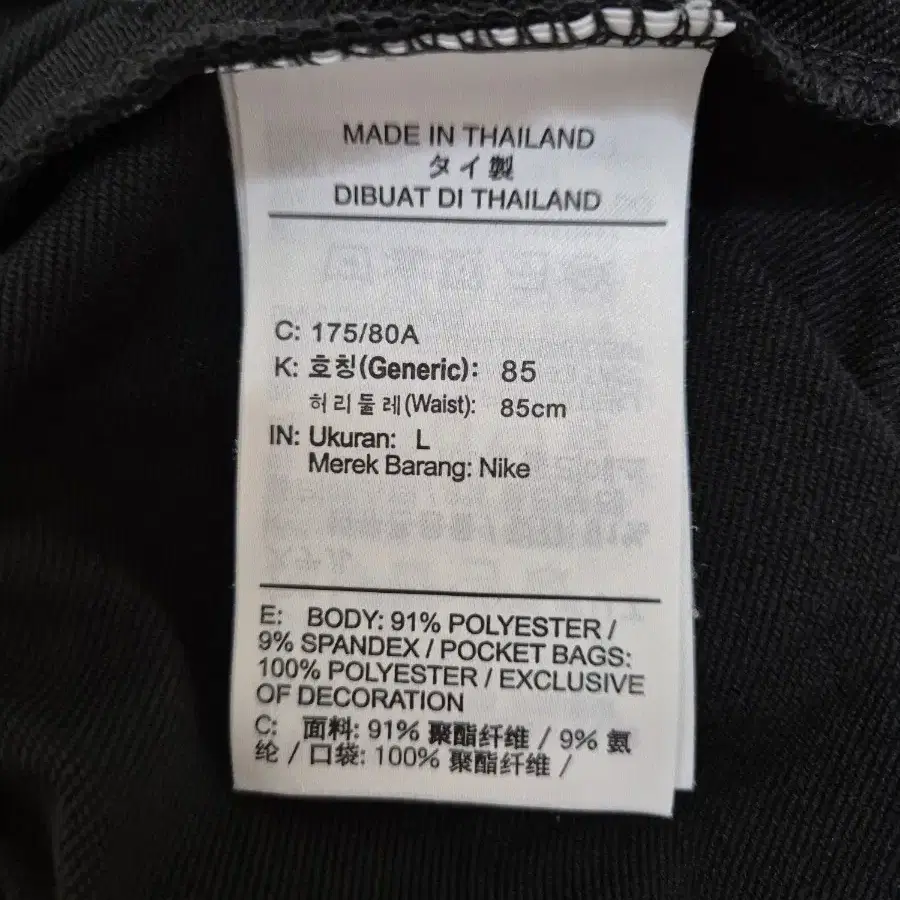 MADE IN THAILAND
タイ製
DIBUAT DI THAILAND
C: 175/80A
K: 호칭(Generic): 85
허리둘레(Waist): 85cm
IN: Ukuran: L
Merek Barang: Nike
E: BODY: 91% POLYESTER /
9% SPANDEX / POCKET BAGS:
100% POLYESTER / EXCLUSIVE
OF DECORATION
C: 面料: 91% 聚酯纤维 / 9% 氨
纶 / 口袋: 100% 聚酯纤维 /